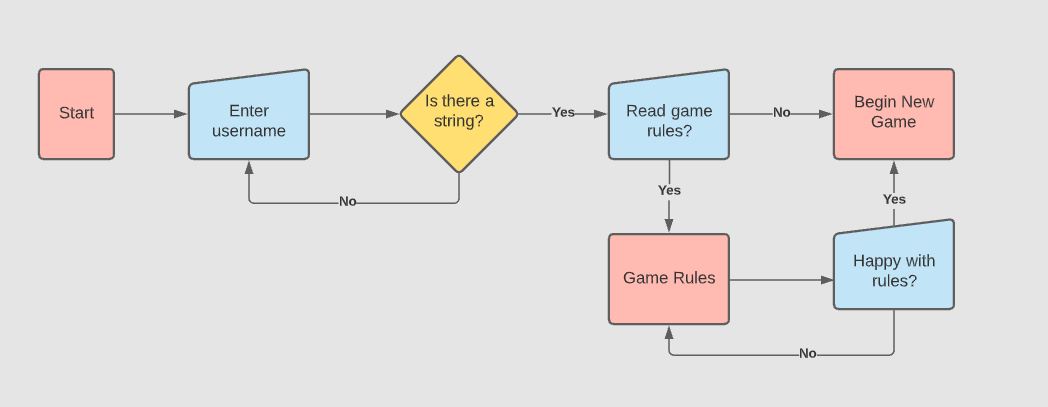 Start
Enter
username
Is there a
string?
Yes
No
Read game
rules?
No
Begin New
Game
Yes
Game Rules
Happy with
rules?
Yes
No